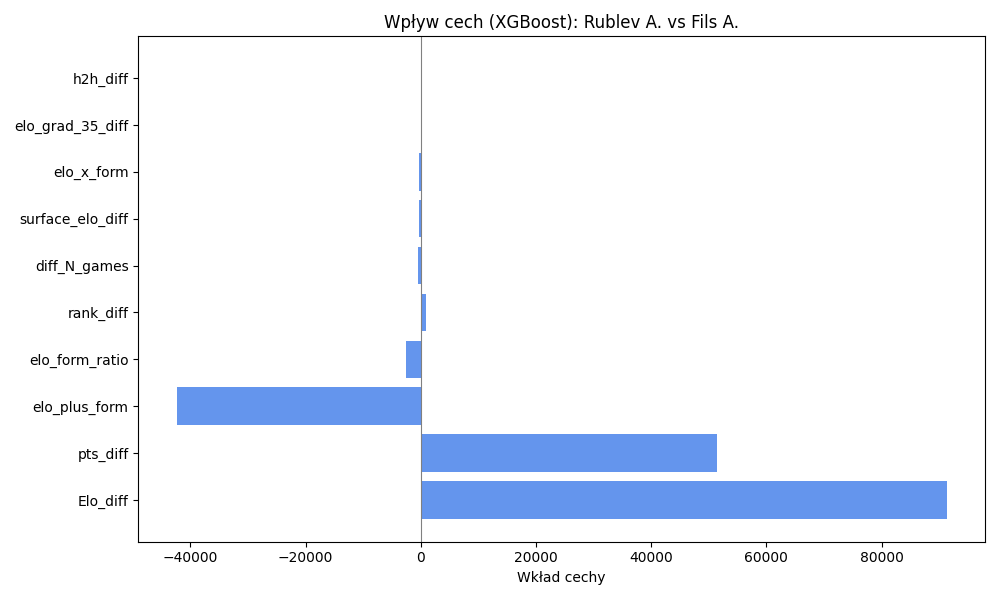 Wpływ cech (XGBoost): Rublev A. vs Fils A.
h2h_diff
elo_grad_35_diff
elo_x_form
surface_elo_diff
diff_N_games
rank_diff
elo_form_ratio
elo_plus_form
pts_diff
Elo_diff
−40000 −20000 0 20000 40000 60000 80000
Wkład cechy